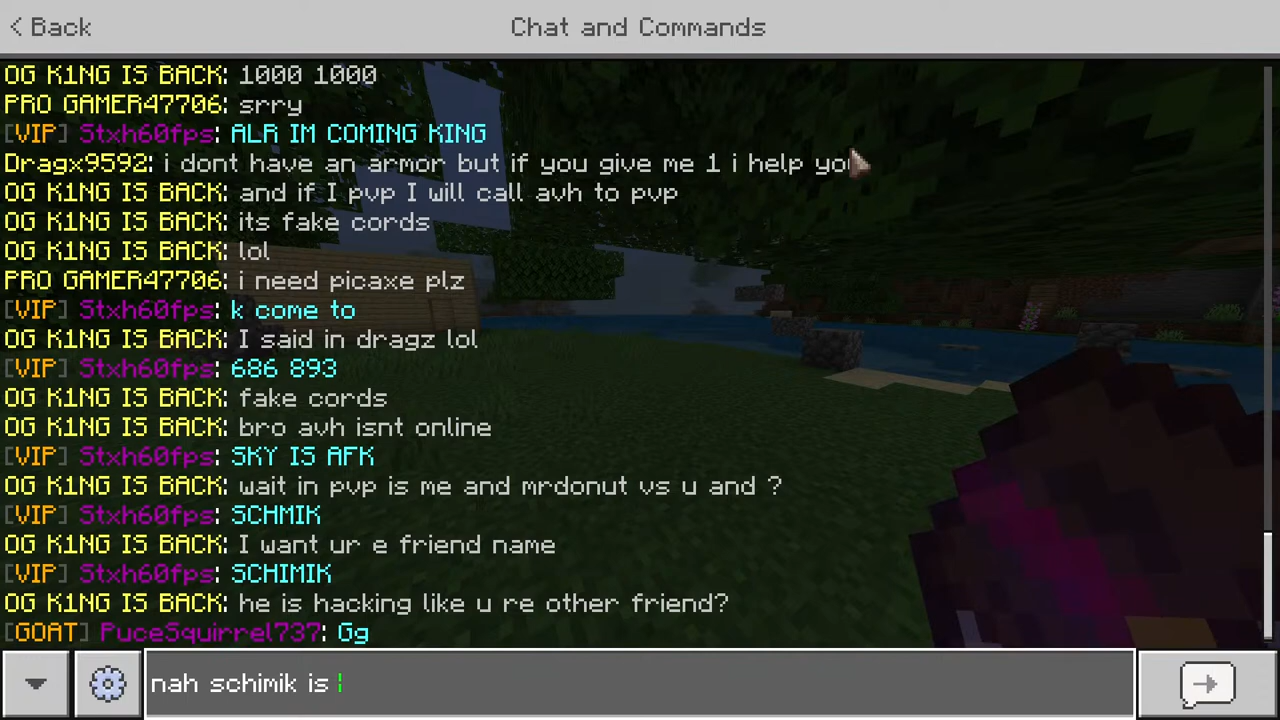 Back
Chat and Commands
OG K1NG IS BACK: 1000 1000
PRO GAMER47706: srry
[VIP] Stxh60fps: ALR IM COMING KING
Dragx9592: i dont have an armor but if you give me 1 i help you
OG K1NG IS BACK: and if I pvp I will call avh to pvp
OG K1NG IS BACK: its fake cords
OG K1NG IS BACK: lol
PRO GAMER47706: i need picaxe plz
[VIP] Stxh60fps: k come to
OG K1NG IS BACK: I said in dragz lol
[VIP] Stxh60fps: 686 893
OG K1NG IS BACK: fake cords
OG K1NG IS BACK: bro avh isnt online
[VIP] Stxh60fps: SKY IS AFK
OG K1NG IS BACK: wait in pvp is me and mrdonut vs u and ?
[VIP] Stxh60fps: SCHMIK
OG K1NG IS BACK: I want ur e friend name
[VIP] Stxh60fps: SCHIMIK
OG K1NG IS BACK: he is hacking like u re other friend?
[GOAT] PuceSquirrel737: Gg
nah schimik is